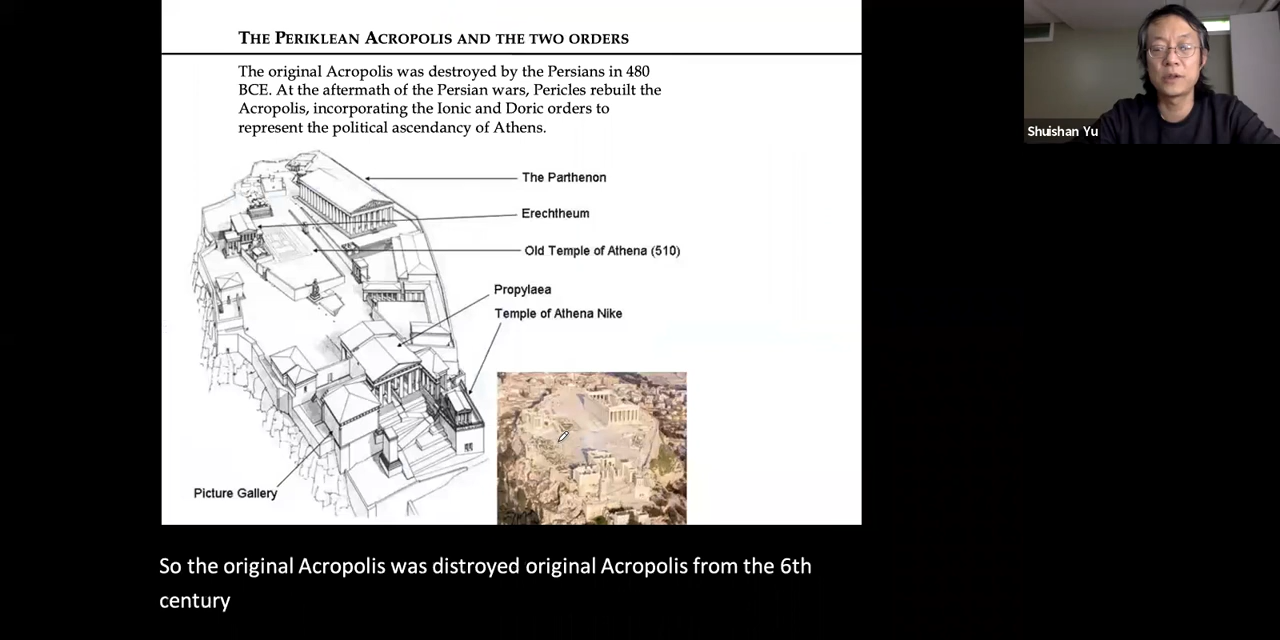 THE PERIKLEAN ACROPOLIS AND THE TWO ORDERS
The original Acropolis was destroyed by the Persians in 480
BCE. At the aftermath of the Persian wars, Pericles rebuilt the
Acropolis, incorporating the Ionic and Doric orders to
represent the political ascendancy of Athens.
The Parthenon
Erechtheum
Old Temple of Athena (510)
Propylaea
Temple of Athena Nike
Picture Gallery
Shuishan Yu
So the original Acropolis was distroyed original Acropolis from the 6th
century